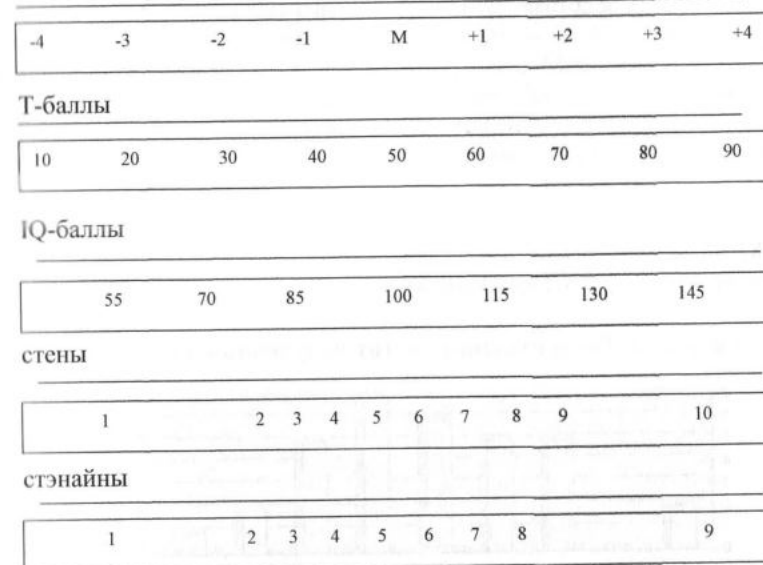 -4 -3 -2 -1 М +1 +2 +3 +4
Т-баллы
10 20 30 40 50 60 70 80 90
IQ-баллы
55 70 85 100 115 130 145
стены
1 2 3 4 5 6 7 8 9 10
стэнайны
1 2 3 4 5 6 7 8 9